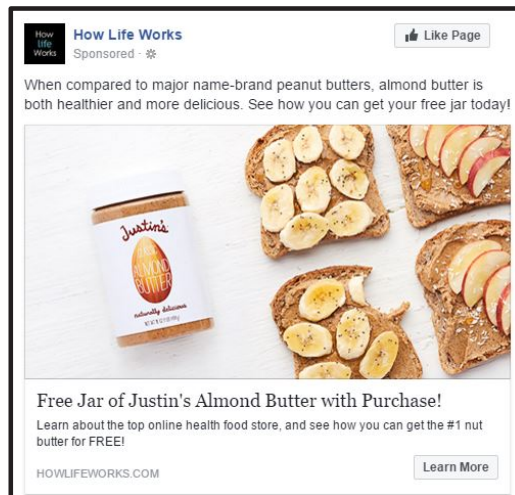 How
life
Works
How Life Works
Like Page
Sponsored ·
When compared to major name-brand peanut butters, almond butter is
both healthier and more delicious. See how you can get your free jar today!
Justin's
ALMOND
BUTTER
naturally delicious
Free Jar of Justin's Almond Butter with Purchase!
Learn about the top online health food store, and see how you can get the #1 nut
butter for FREE!
HOWLIFEWORKS.COM
Learn More